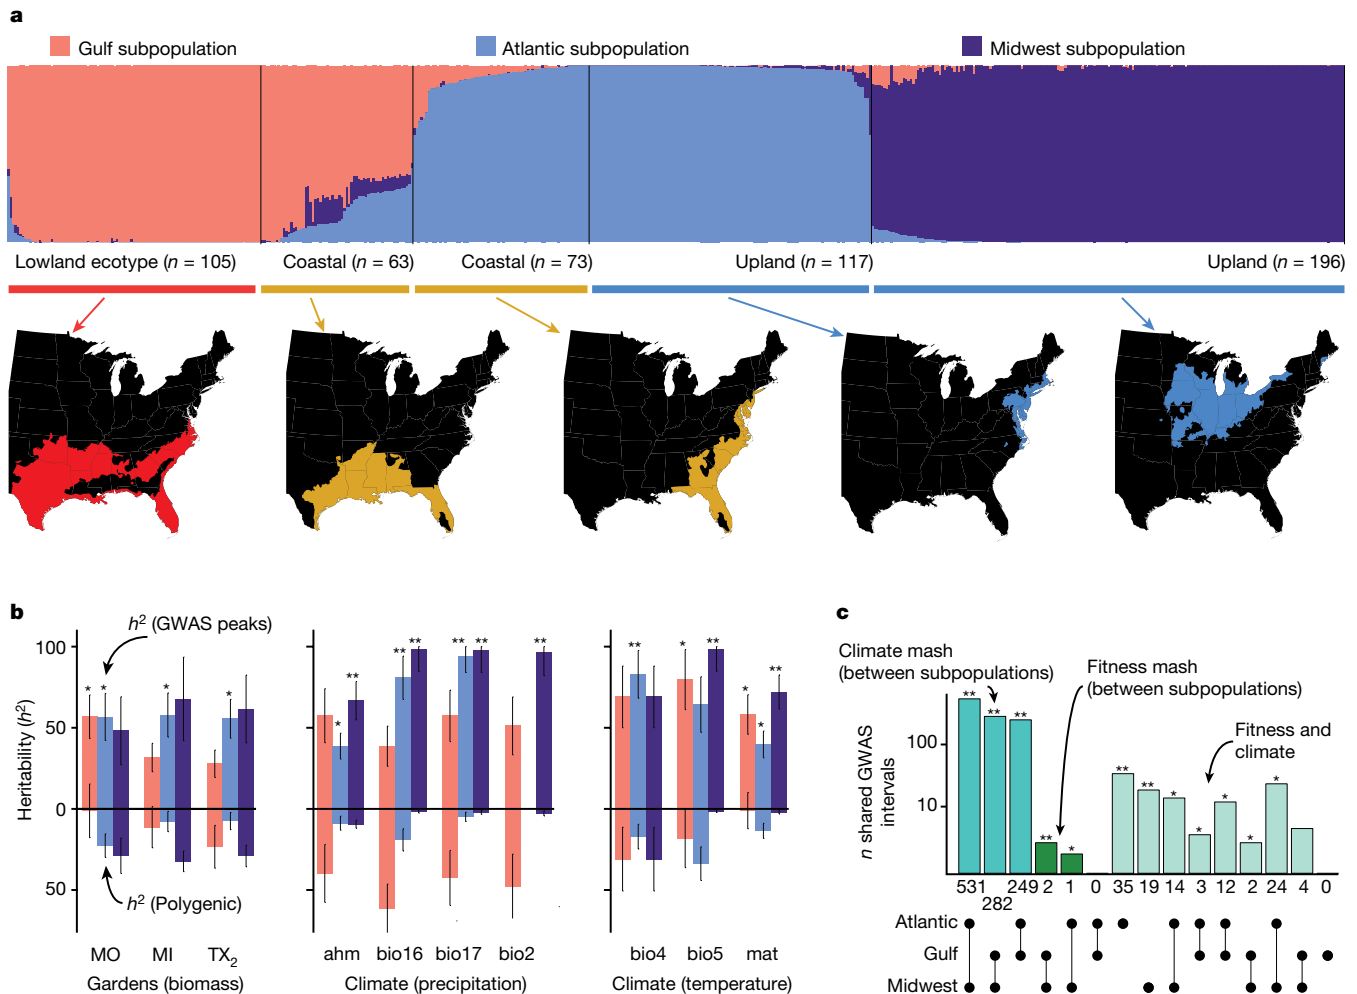 a
Gulf subpopulation
Atlantic subpopulation
Midwest subpopulation
Lowland ecotype (n = 105)
Coastal (n = 63)
Coastal (n = 73)
Upland (n = 117)
Upland (n = 196)
b
h² (GWAS peaks)
Heritability (h²)
100
50
0
50
* * * *
* ** ** ** ** ** **
** * ** * * **
h² (Polygenic)
MO MI TX₂
Gardens (biomass)
ahm bio16 bio17 bio2
Climate (precipitation)
bio4 bio5 mat
Climate (temperature)
c
Climate mash
(between subpopulations)
Fitness mash
(between subpopulations)
Fitness and
climate
n shared GWAS
intervals
100
10
** ** ** ** * ** ** * * * * *
531 282 249 2 1 0 35 19 14 3 12 2 24 4 0
Atlantic
Gulf
Midwest